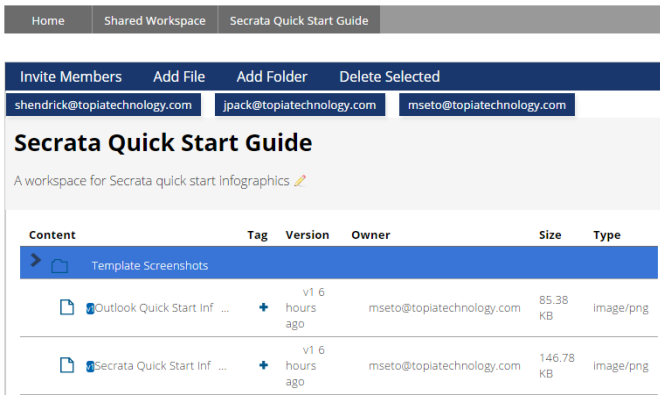 Home Shared Workspace Secrata Quick Start Guide
Invite Members Add File Add Folder Delete Selected
shendrick@topiatechnology.com jpack@topiatechnology.com mseto@topiatechnology.com
Secrata Quick Start Guide
A workspace for Secrata quick start infographics
Content Tag Version Owner Size Type
Template Screenshots
v1 Outlook Quick Start Inf ... + v1 6 hours ago mseto@topiatechnology.com 85.38 KB image/png
v1 Secrata Quick Start Inf ... + v1 6 hours ago mseto@topiatechnology.com 146.78 KB image/png